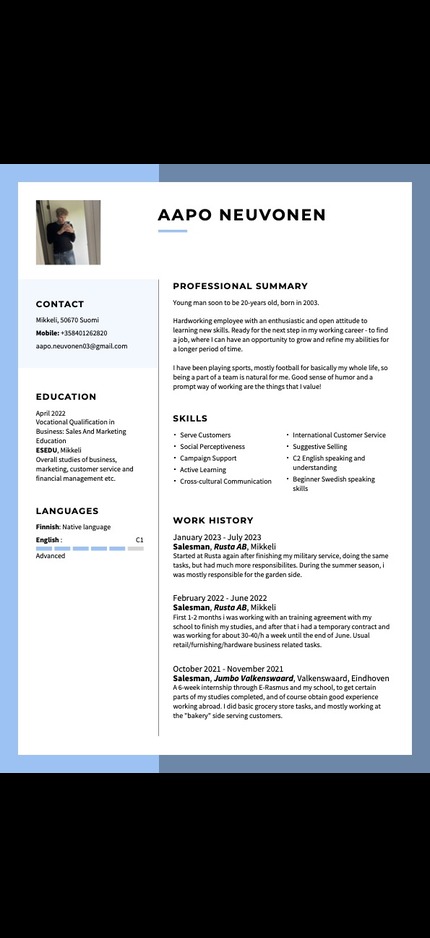 AAPO NEUVONEN
CONTACT
Mikkeli, 50670 Suomi
Mobile: +358401262820
aapo.neuvonen03@gmail.com
EDUCATION
April 2022
Vocational Qualification in
Business: Sales And Marketing
Education
ESEDU, Mikkeli
Overall studies of business,
marketing, customer service and
financial management etc.
LANGUAGES
Finnish: Native language
English : C1
Advanced
PROFESSIONAL SUMMARY
Young man soon to be 20-years old, born in 2003.
Hardworking employee with an enthusiastic and open attitude to
learning new skills. Ready for the next step in my working career - to find
a job, where I can have an opportunity to grow and refine my abilities for
a longer period of time.
I have been playing sports, mostly football for basically my whole life, so
being a part of a team is natural for me. Good sense of humor and a
prompt way of working are the things that I value!
SKILLS
• Serve Customers
• Social Perceptiveness
• Campaign Support
• Active Learning
• Cross-cultural Communication
• International Customer Service
• Suggestive Selling
• C2 English speaking and
understanding
• Beginner Swedish speaking
skills
WORK HISTORY
January 2023 - July 2023
Salesman, Rusta AB, Mikkeli
Started at Rusta again after finishing my military service, doing the same
tasks, but had much more responsibilites. During the summer season, i
was mostly responsible for the garden side.
February 2022 - June 2022
Salesman, Rusta AB, Mikkeli
First 1-2 months i was working with an training agreement with my
school to finish my studies, and after that i had a temporary contract and
was working for about 30-40/h a week until the end of June. Usual
retail/furnishing/hardware business related tasks.
October 2021 - November 2021
Salesman, Jumbo Valkenswaard, Valkenswaard, Eindhoven
A 6-week internship through E-Rasmus and my school, to get certain
parts of my studies completed, and of course obtain good experience
working abroad. I did basic grocery store tasks, and mostly working at
the "bakery" side serving customers.